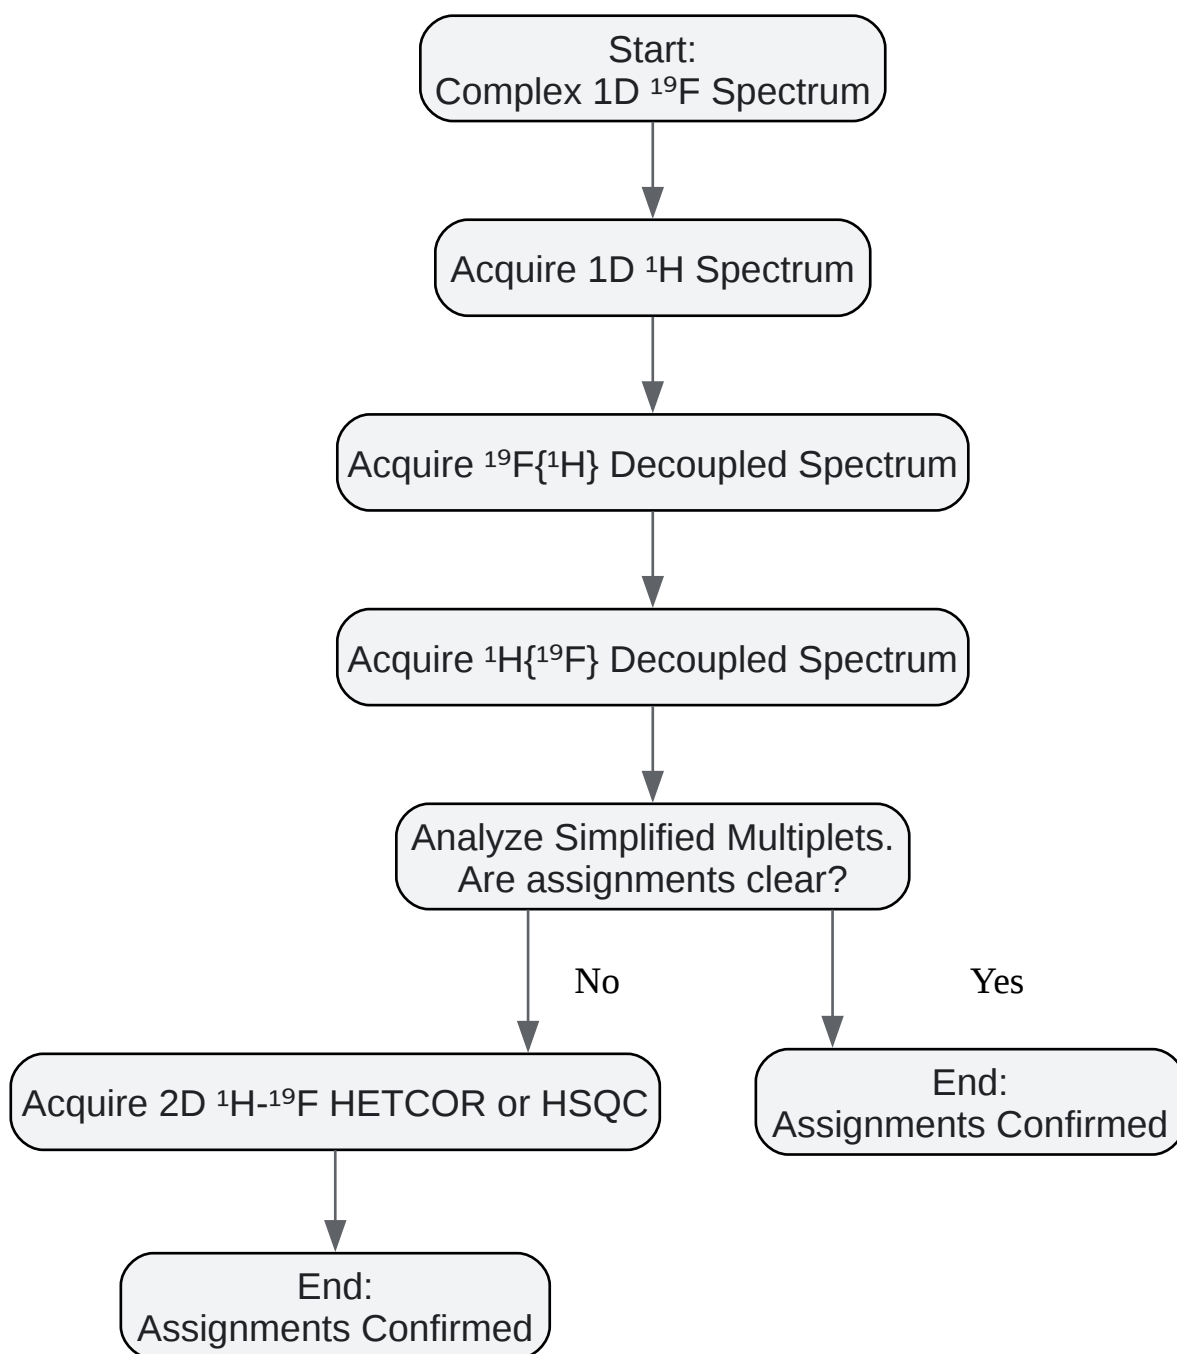 Start:
Complex 1D ¹⁹F Spectrum
Acquire 1D ¹H Spectrum
Acquire ¹⁹F{¹H} Decoupled Spectrum
Acquire ¹H{¹⁹F} Decoupled Spectrum
Analyze Simplified Multiplets.
Are assignments clear?
No
Yes
Acquire 2D ¹H-¹⁹F HETCOR or HSQC
End:
Assignments Confirmed
End:
Assignments Confirmed